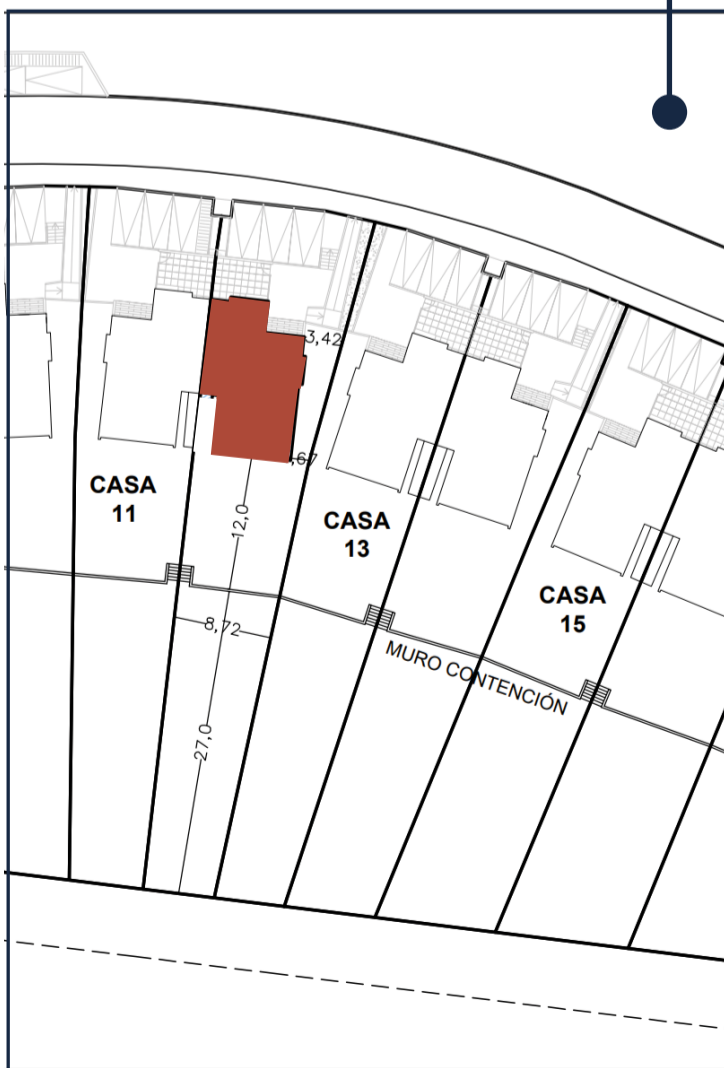 3,42
,67
CASA
11
12,0
CASA
13
CASA
15
8,72
MURO CONTENCIÓN
27,0